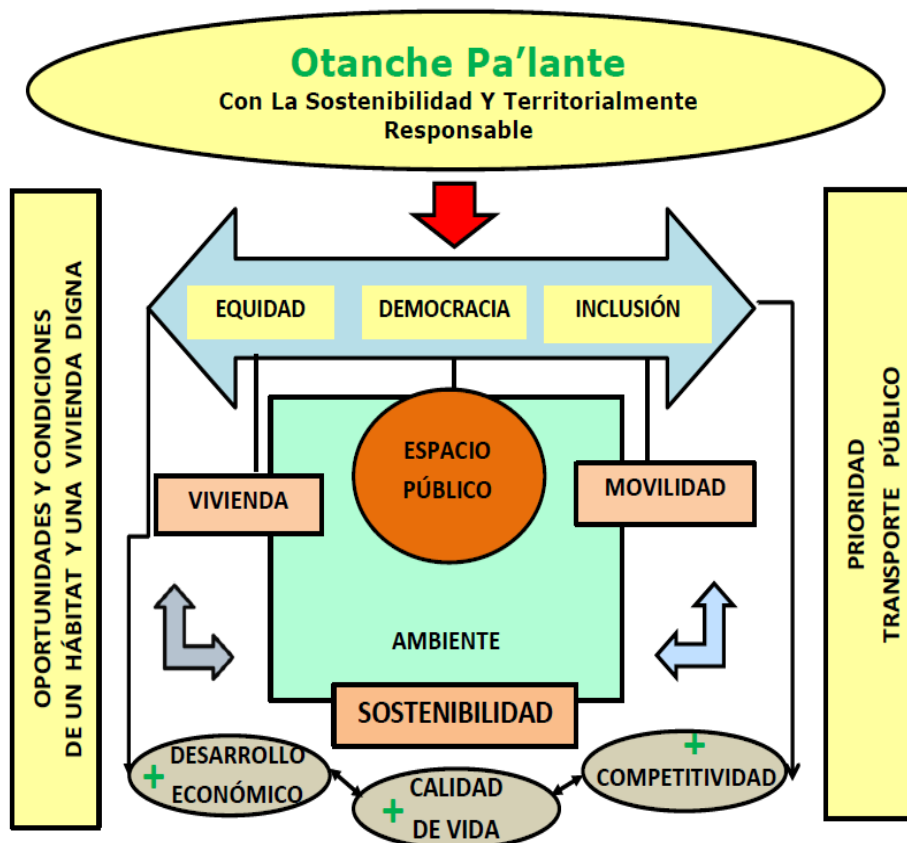 Otanche Pa’lante
Con La Sostenibilidad Y Territorialmente
Responsable
OPORTUNIDADES Y CONDICIONES
DE UN HÁBITAT Y UNA VIVIENDA DIGNA
EQUIDAD
DEMOCRACIA
INCLUSIÓN
ESPACIO
PÚBLICO
VIVIENDA
MOVILIDAD
AMBIENTE
SOSTENIBILIDAD
+ DESARROLLO
ECONÓMICO
+ CALIDAD
DE VIDA
+
COMPETITIVIDAD
PRIORIDAD
TRANSPORTE PÚBLICO